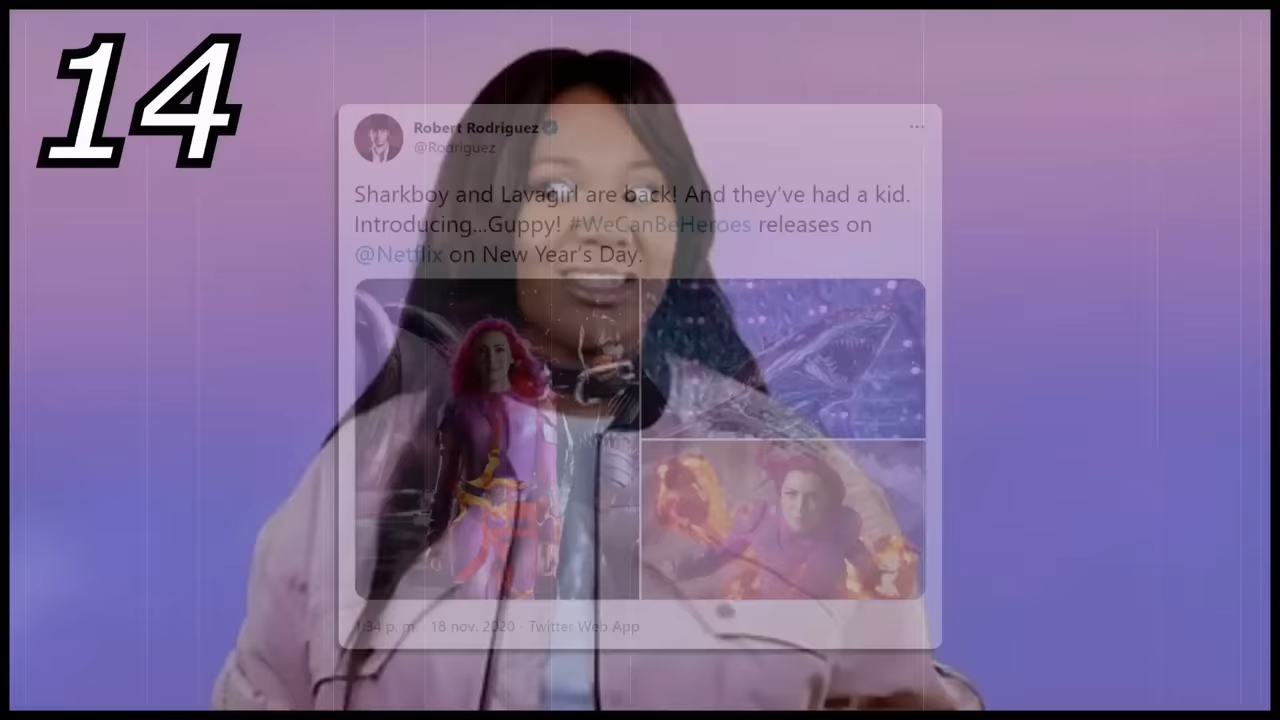 14
Robert Rodriguez
@Rodriguez
Sharkboy and Lavagirl are back! And they've had a kid.
Introducing...Guppy! #WeCanBeHeroes releases on
@Netflix on New Year's Day.
1:34 p. m. · 18 nov. 2020 · Twitter Web App